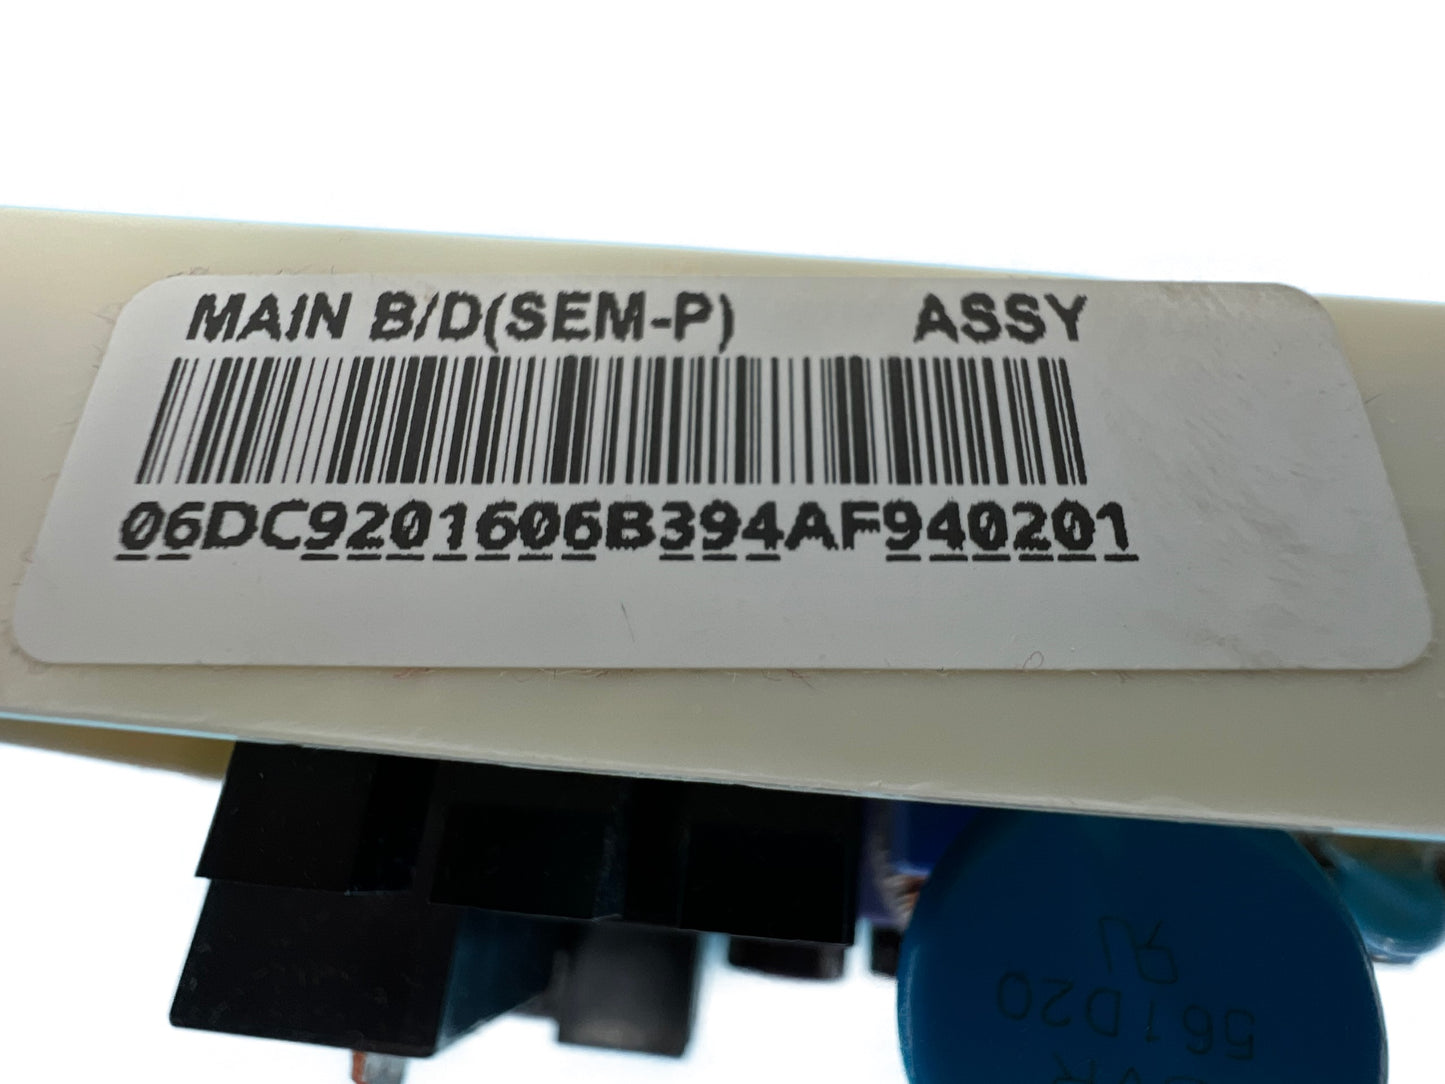 MAIN B/D(SEM-P) ASSY
06DC9201606B394AF940201
561D20